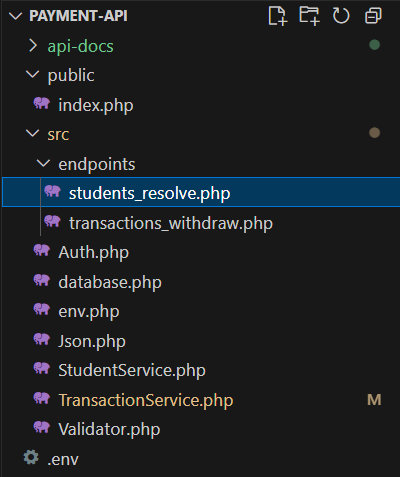 PAYMENT-API
api-docs
public
index.php
src
endpoints
students_resolve.php
transactions_withdraw.php
Auth.php
database.php
env.php
Json.php
StudentService.php
TransactionService.php M
Validator.php
.env